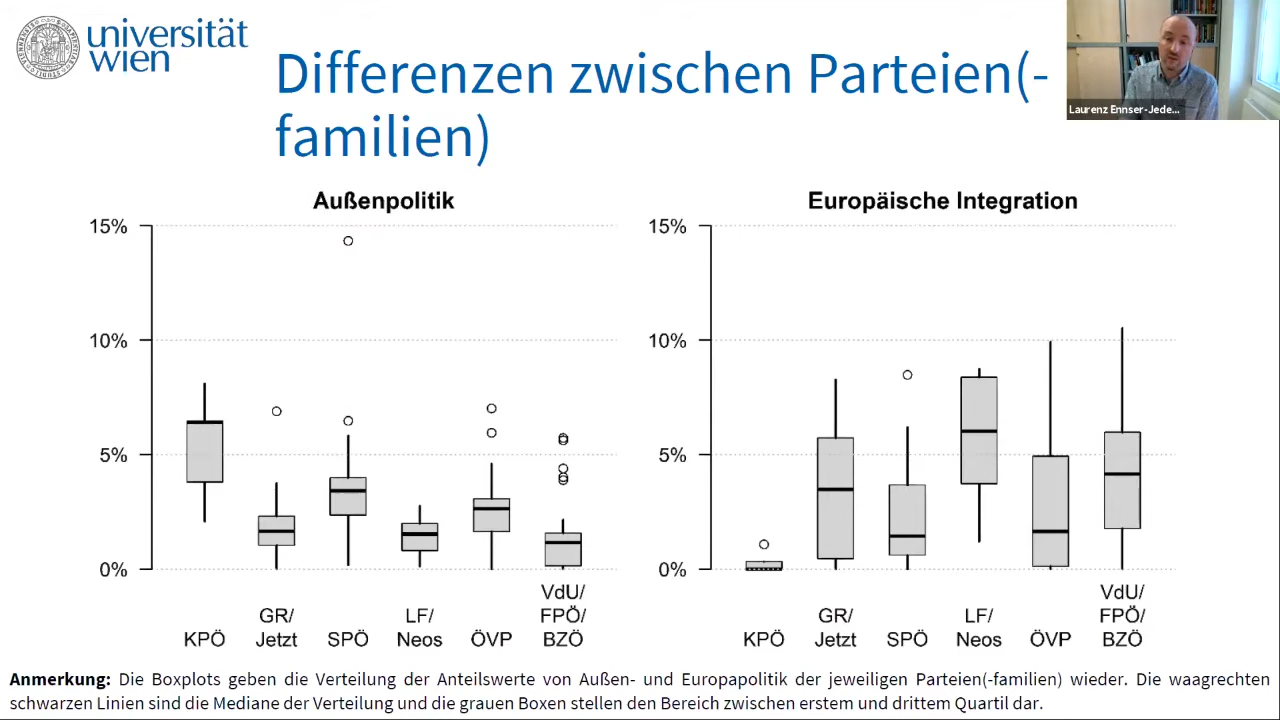 universität
wien
Differenzen zwischen Parteien(-
familien)
Laurenz Ennser-Jede...
Außenpolitik
15%
10%
5%
0%
KPÖ
GR/
Jetzt
SPÖ
LF/
Neos
ÖVP
VdU/
FPÖ/
BZÖ
Europäische Integration
15%
10%
5%
0%
KPÖ
GR/
Jetzt
SPÖ
LF/
Neos
ÖVP
VdU/
FPÖ/
BZÖ
Anmerkung: Die Boxplots geben die Verteilung der Anteilswerte von Außen- und Europapolitik der jeweiligen Parteien(-familien) wieder. Die waagrechten
schwarzen Linien sind die Mediane der Verteilung und die grauen Boxen stellen den Bereich zwischen erstem und drittem Quartil dar.